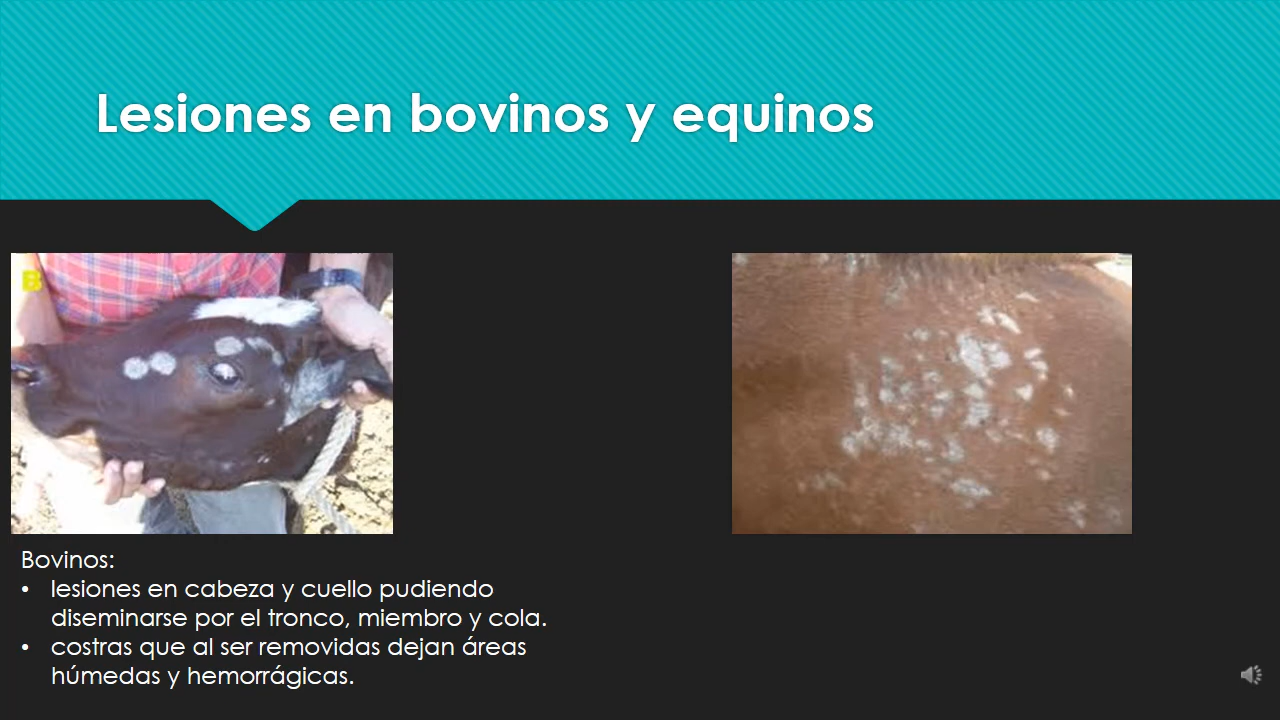 Lesiones en bovinos y equinos
B
Bovinos:
• lesiones en cabeza y cuello pudiendo
diseminarse por el tronco, miembro y cola.
• costras que al ser removidas dejan áreas
húmedas y hemorrágicas.